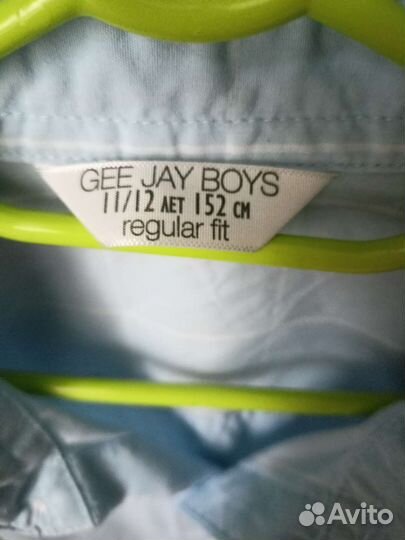 GEE JAY BOYS
11/12 ЛЕТ 152 СМ
regular fit
Avito